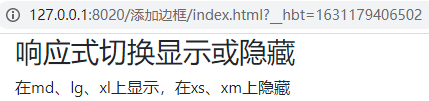 127.0.0.1:8020/添加边框/index.html?__hbt=1631179406502
响应式切换显示或隐藏
在md、lg、xl上显示，在xs、xm上隐藏